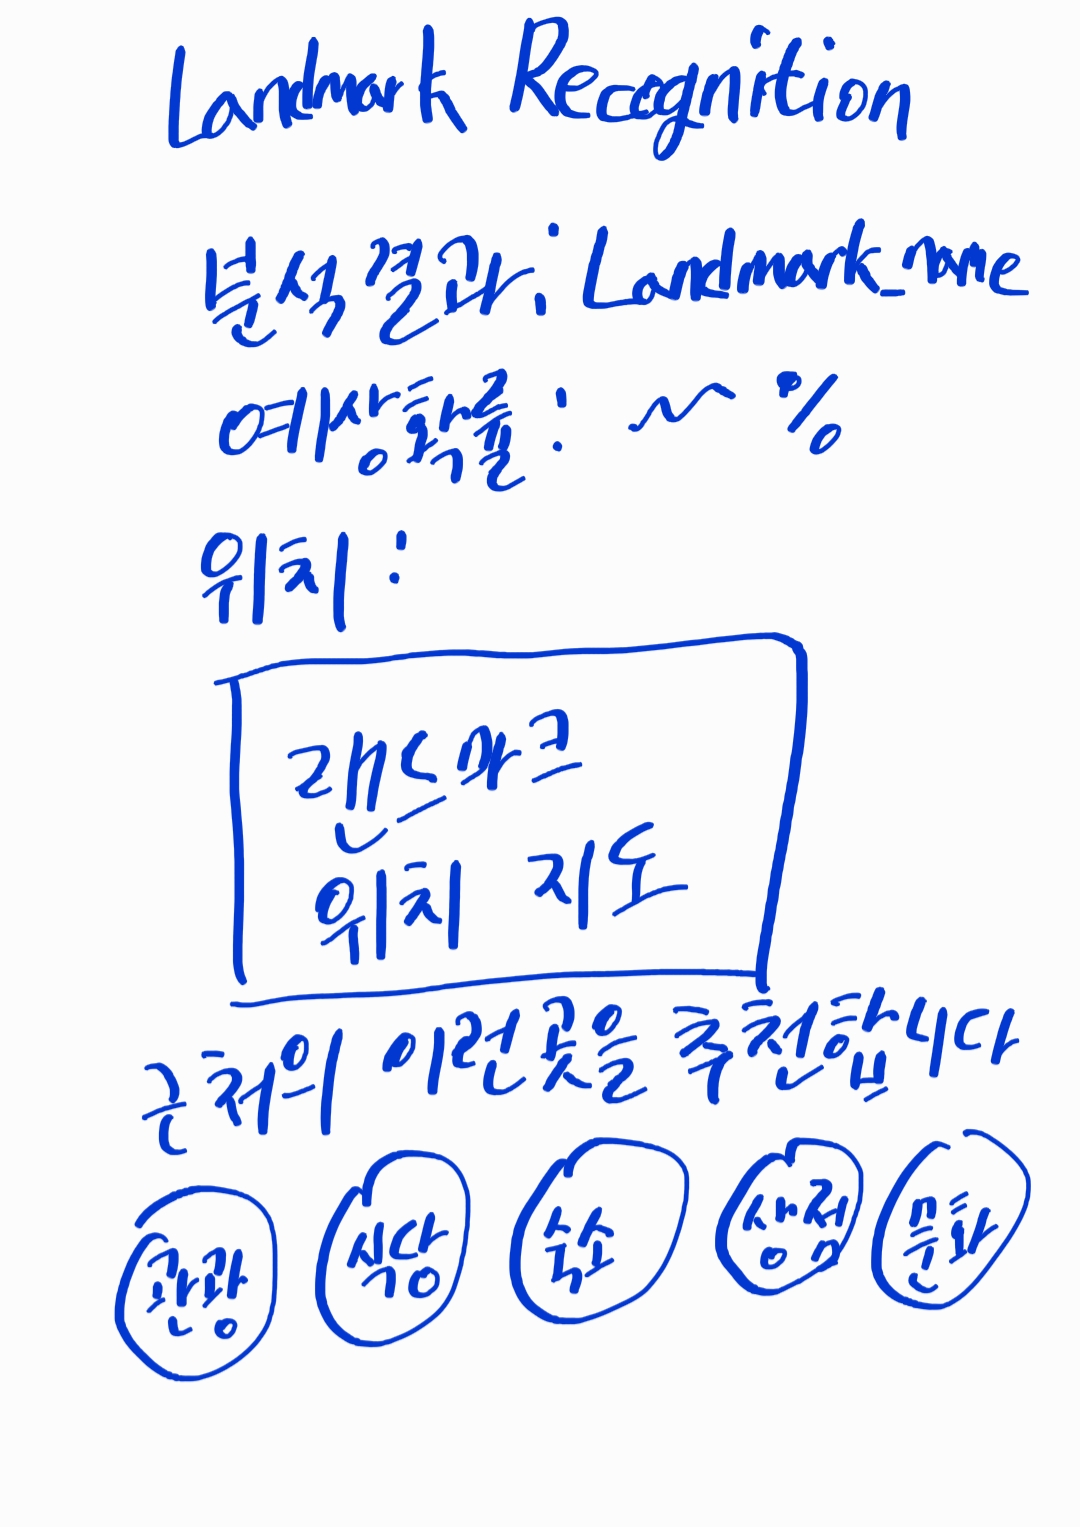 Landmark Recognition
분석결과: Landmark_name
예상확률: ~ %
위치:
랜드마크
위치 지도
근처의 이런곳을 추천합니다
관광 식당 숙소 상점 문화